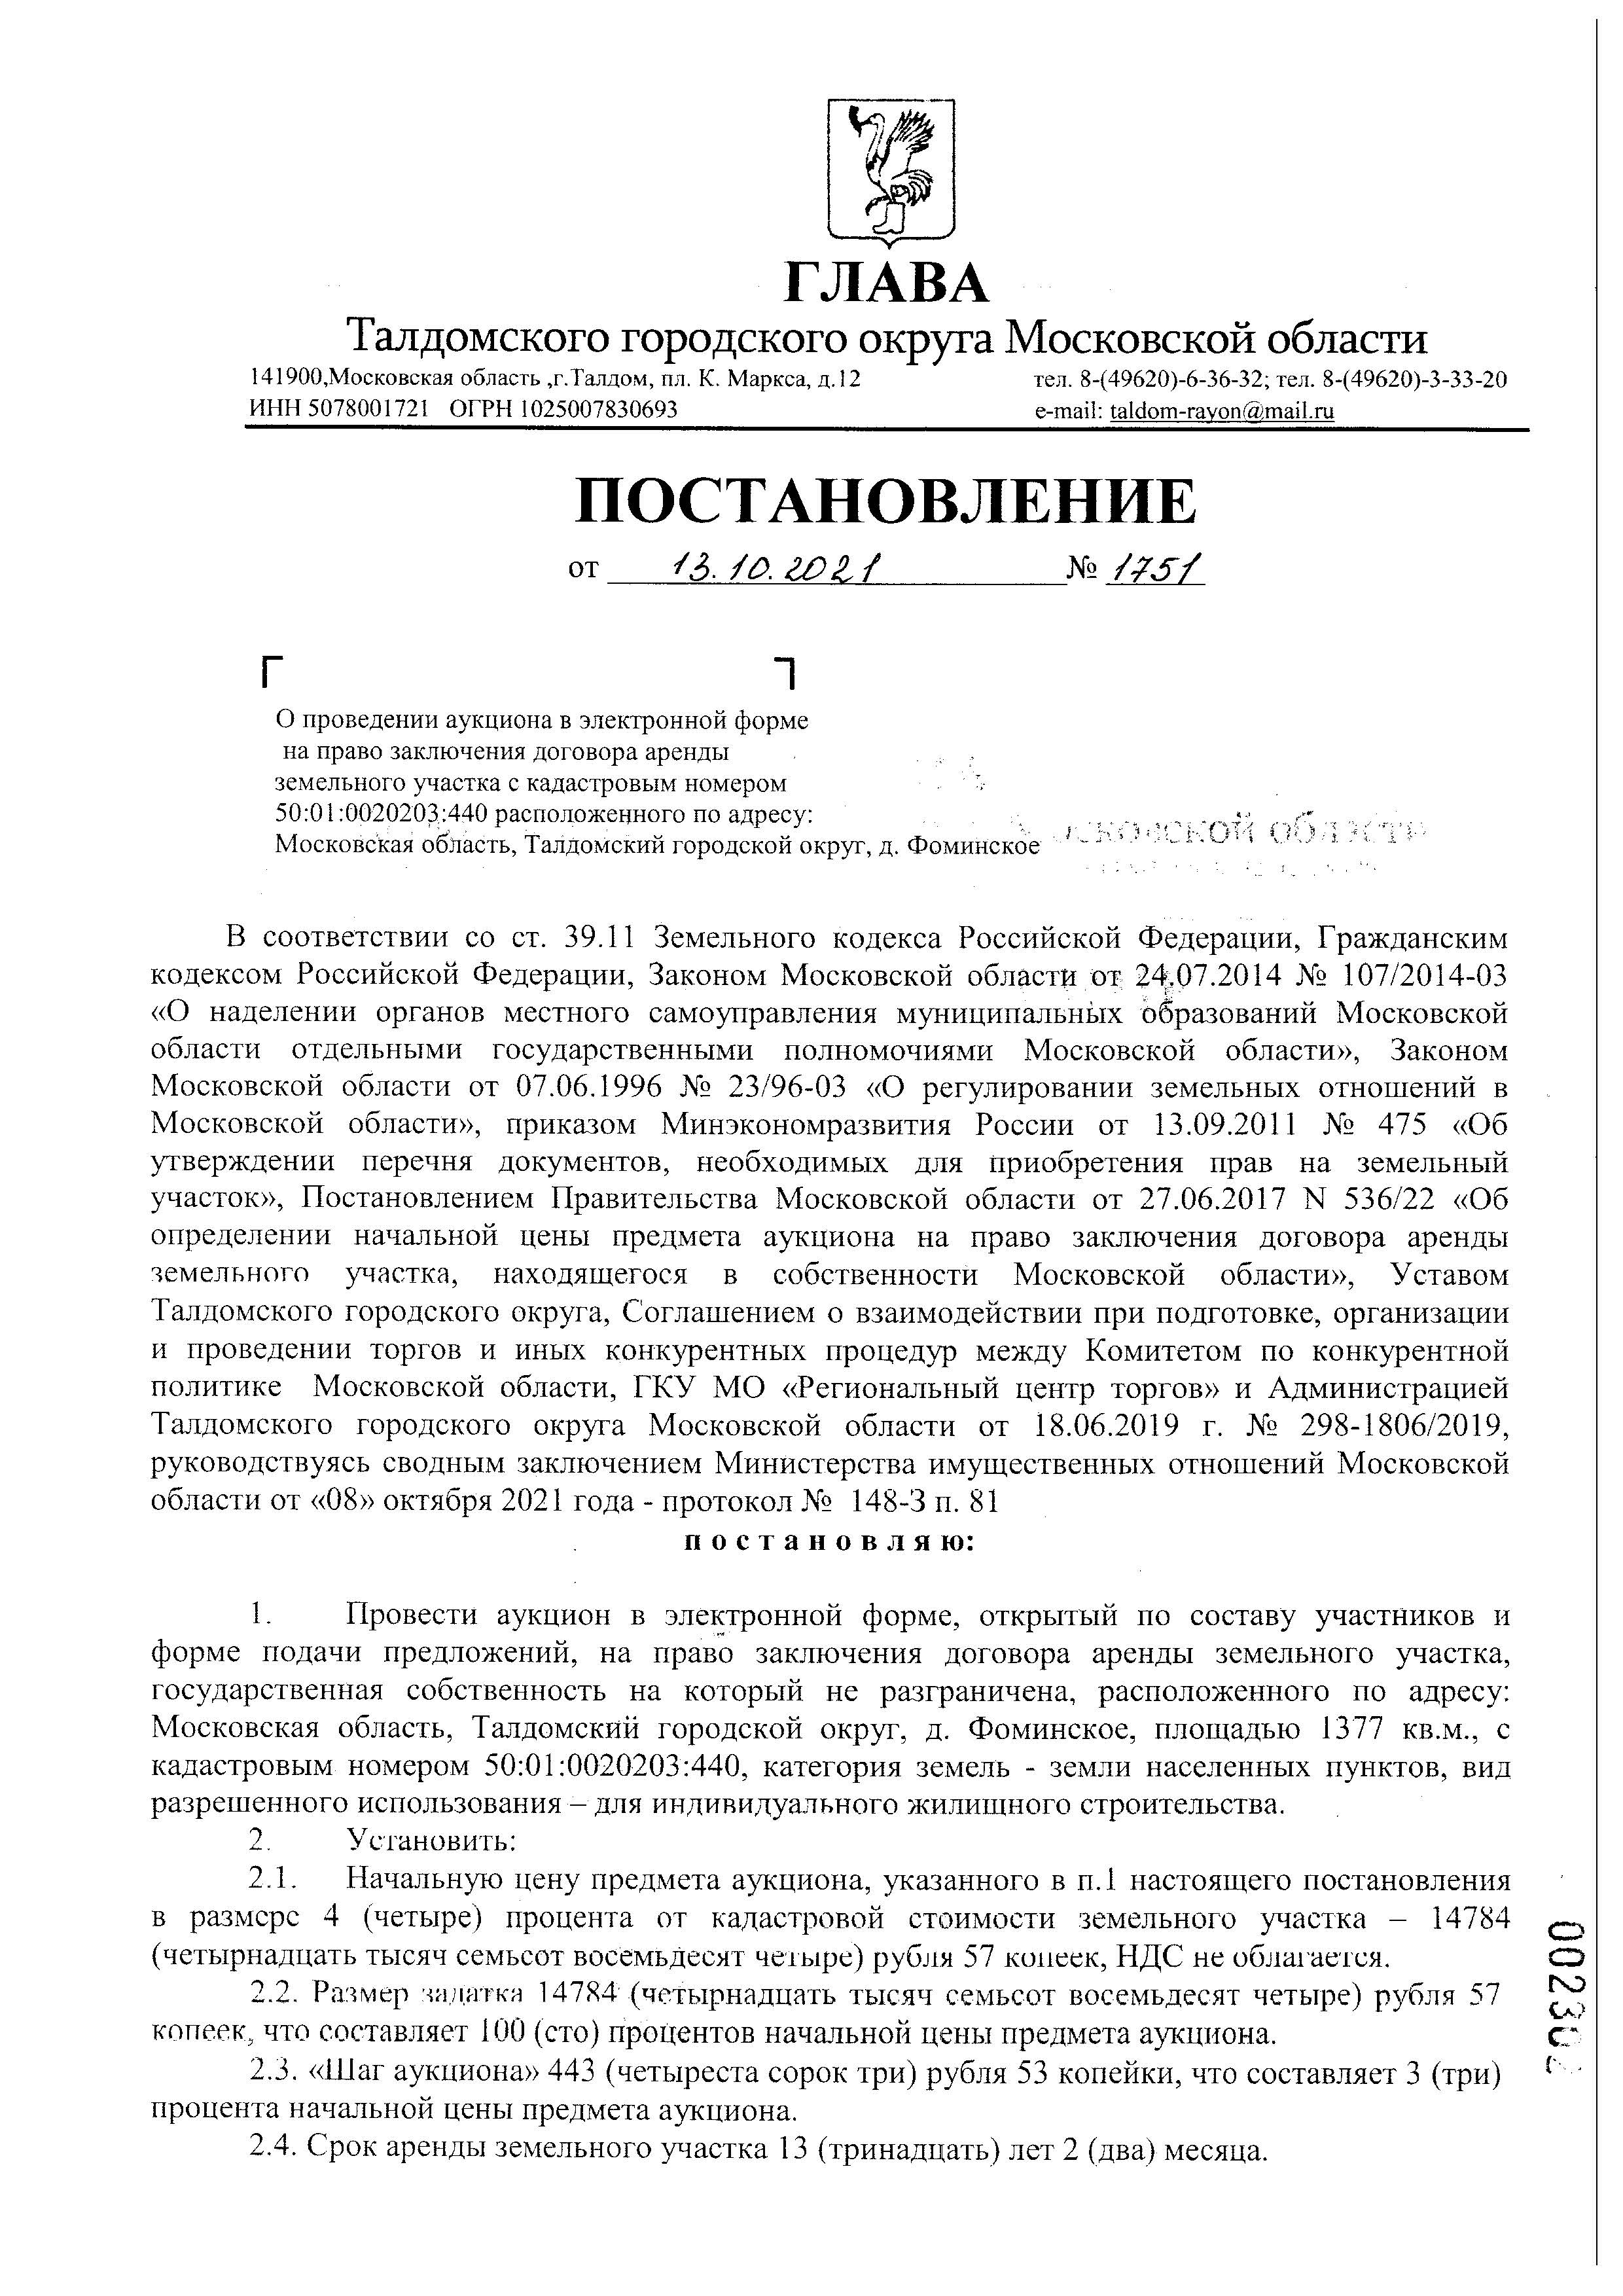 ГЛАВА
Талдомского городского округа Московской области
141900,Московская область ,г.Талдом, пл. К. Маркса, д.12 тел. 8-(49620)-6-36-32; тел. 8-(49620)-3-33-20
ИНН 5078001721 ОГРН 1025007830693 e-mail: taldom-rayon@mail.ru
ПОСТАНОВЛЕНИЕ
от 13.10.2021 № 1751
О проведении аукциона в электронной форме
на право заключения договора аренды
земельного участка с кадастровым номером
50:01:0020203:440 расположенного по адресу:
Московская область, Талдомский городской округ, д. Фоминское
В соответствии со ст. 39.11 Земельного кодекса Российской Федерации, Гражданским
кодексом Российской Федерации, Законом Московской области от 24.07.2014 № 107/2014-ОЗ
«О наделении органов местного самоуправления муниципальных образований Московской
области отдельными государственными полномочиями Московской области», Законом
Московской области от 07.06.1996 № 23/96-ОЗ «О регулировании земельных отношений в
Московской области», приказом Минэкономразвития России от 13.09.2011 № 475 «Об
утверждении перечня документов, необходимых для приобретения прав на земельный
участок», Постановлением Правительства Московской области от 27.06.2017 N 536/22 «Об
определении начальной цены предмета аукциона на право заключения договора аренды
земельного участка, находящегося в собственности Московской области», Уставом
Талдомского городского округа, Соглашением о взаимодействии при подготовке, организации
и проведении торгов и иных конкурентных процедур между Комитетом по конкурентной
политике Московской области, ГКУ МО «Региональный центр торгов» и Администрацией
Талдомского городского округа Московской области от 18.06.2019 г. № 298-1806/2019,
руководствуясь сводным заключением Министерства имущественных отношений Московской
области от «08» октября 2021 года - протокол № 148-З п. 81
п о с т а н о в л я ю:
1. Провести аукцион в электронной форме, открытый по составу участников и
форме подачи предложений, на право заключения договора аренды земельного участка,
государственная собственность на который не разграничена, расположенного по адресу:
Московская область, Талдомский городской округ, д. Фоминское, площадью 1377 кв.м., с
кадастровым номером 50:01:0020203:440, категория земель - земли населенных пунктов, вид
разрешенного использования – для индивидуального жилищного строительства.
2. Установить:
2.1. Начальную цену предмета аукциона, указанного в п.1 настоящего постановления
в размере 4 (четыре) процента от кадастровой стоимости земельного участка – 14784
(четырнадцать тысяч семьсот восемьдесят четыре) рубля 57 копеек, НДС не облагается.
2.2. Размер задатка 14784 (четырнадцать тысяч семьсот восемьдесят четыре) рубля 57
копеек, что составляет 100 (сто) процентов начальной цены предмета аукциона.
2.3. «Шаг аукциона» 443 (четыреста сорок три) рубля 53 копейки, что составляет 3 (три)
процента начальной цены предмета аукциона.
2.4. Срок аренды земельного участка 13 (тринадцать) лет 2 (два) месяца.